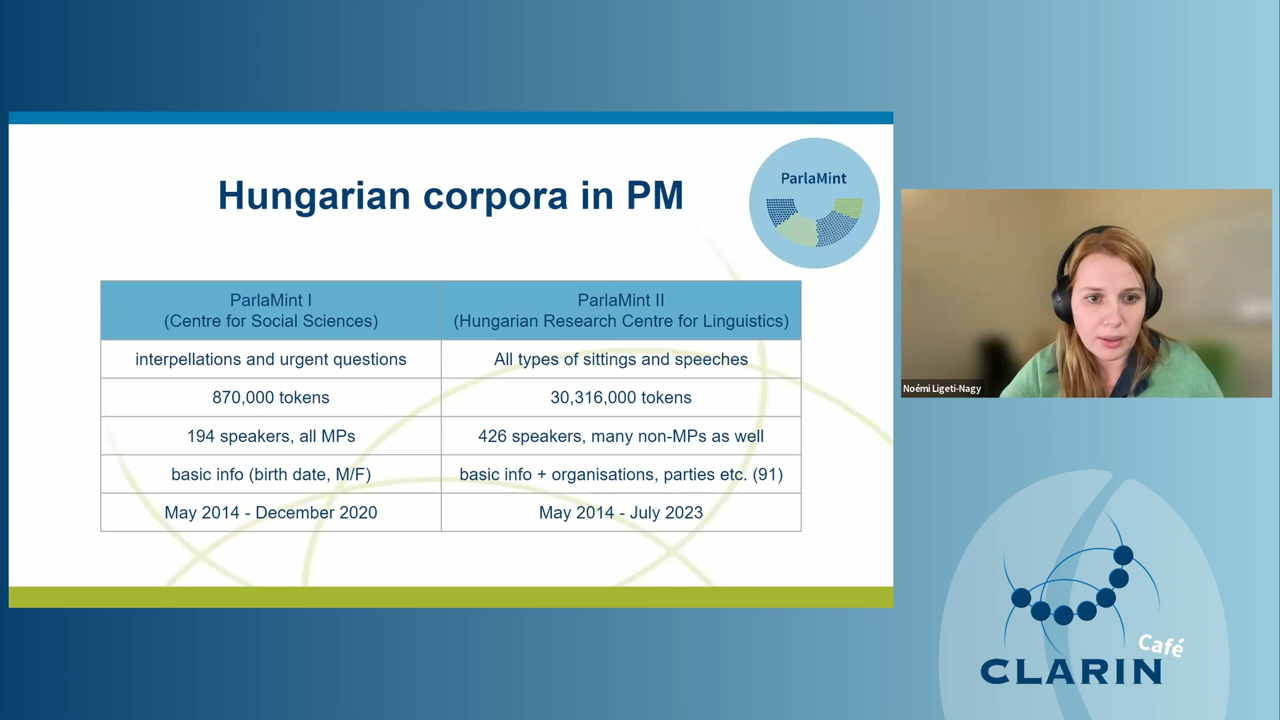 Hungarian corpora in PM
ParlaMint
ParlaMint I
(Centre for Social Sciences)
ParlaMint II
(Hungarian Research Centre for Linguistics)
interpellations and urgent questions
All types of sittings and speeches
870,000 tokens
30,316,000 tokens
194 speakers, all MPs
426 speakers, many non-MPs as well
basic info (birth date, M/F)
basic info + organisations, parties etc. (91)
May 2014 - December 2020
May 2014 - July 2023
Noémi Ligeti-Nagy
Café
CLARIN